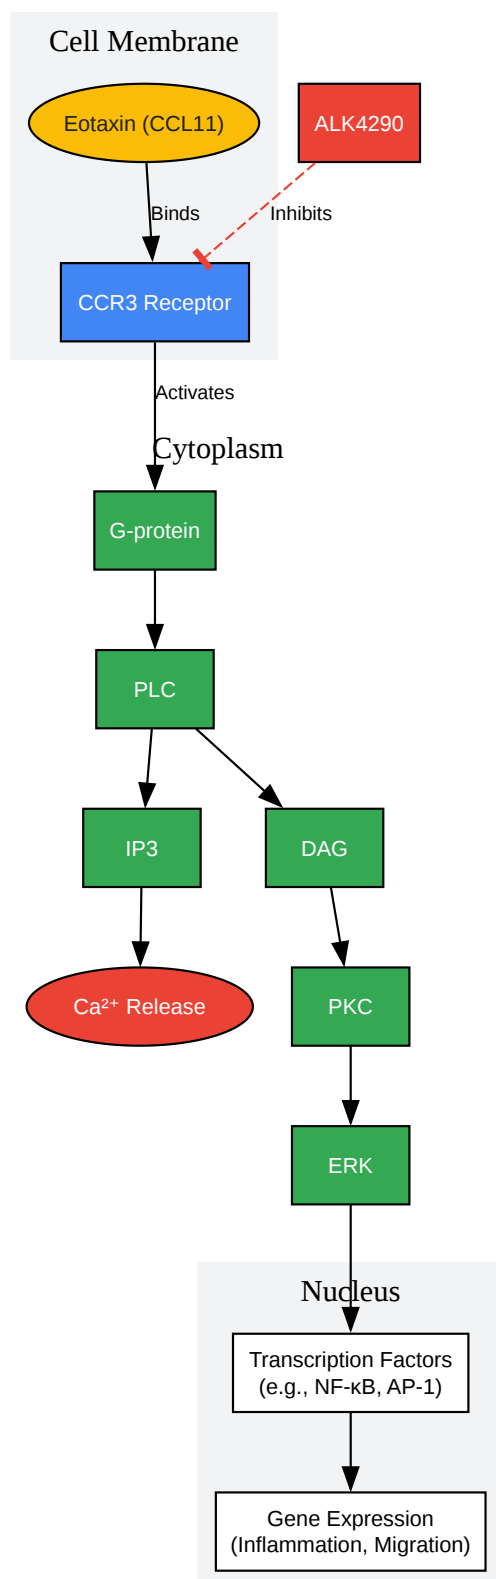 Cell Membrane
Eotaxin (CCL11)
ALK4290
Binds
Inhibits
CCR3 Receptor
Activates
Cytoplasm
G-protein
PLC
IP3
DAG
Ca²⁺ Release
PKC
ERK
Nucleus
Transcription Factors
(e.g., NF-κB, AP-1)
Gene Expression
(Inflammation, Migration)